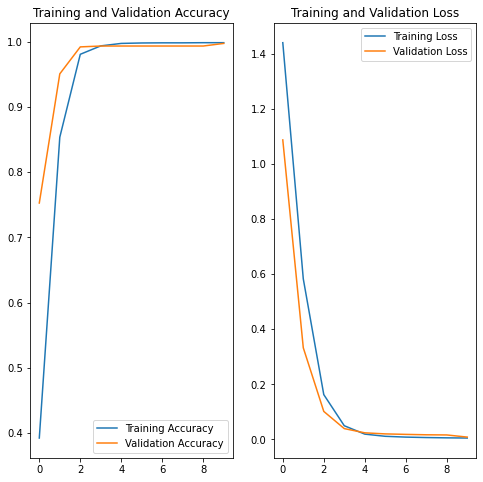 Training and Validation Accuracy
1.0
0.9
0.8
0.7
0.6
0.5
0.4
Training Accuracy
Validation Accuracy
0 2 4 6 8
Training and Validation Loss
Training Loss
Validation Loss
1.4
1.2
1.0
0.8
0.6
0.4
0.2
0.0
0 2 4 6 8